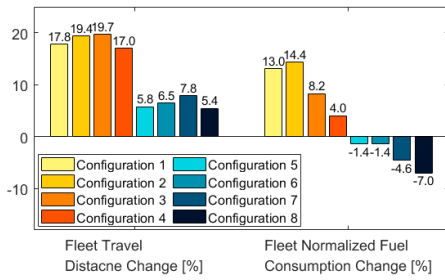 20
10
0
-10
17.8
19.4
19.7
17.0
5.8
6.5
7.8
5.4
13.0
14.4
8.2
4.0
-1.4
-1.4
-4.6
-7.0
Configuration 1
Configuration 2
Configuration 3
Configuration 4
Configuration 5
Configuration 6
Configuration 7
Configuration 8
Fleet Travel
Distacne Change [%]
Fleet Normalized Fuel
Consumption Change [%]